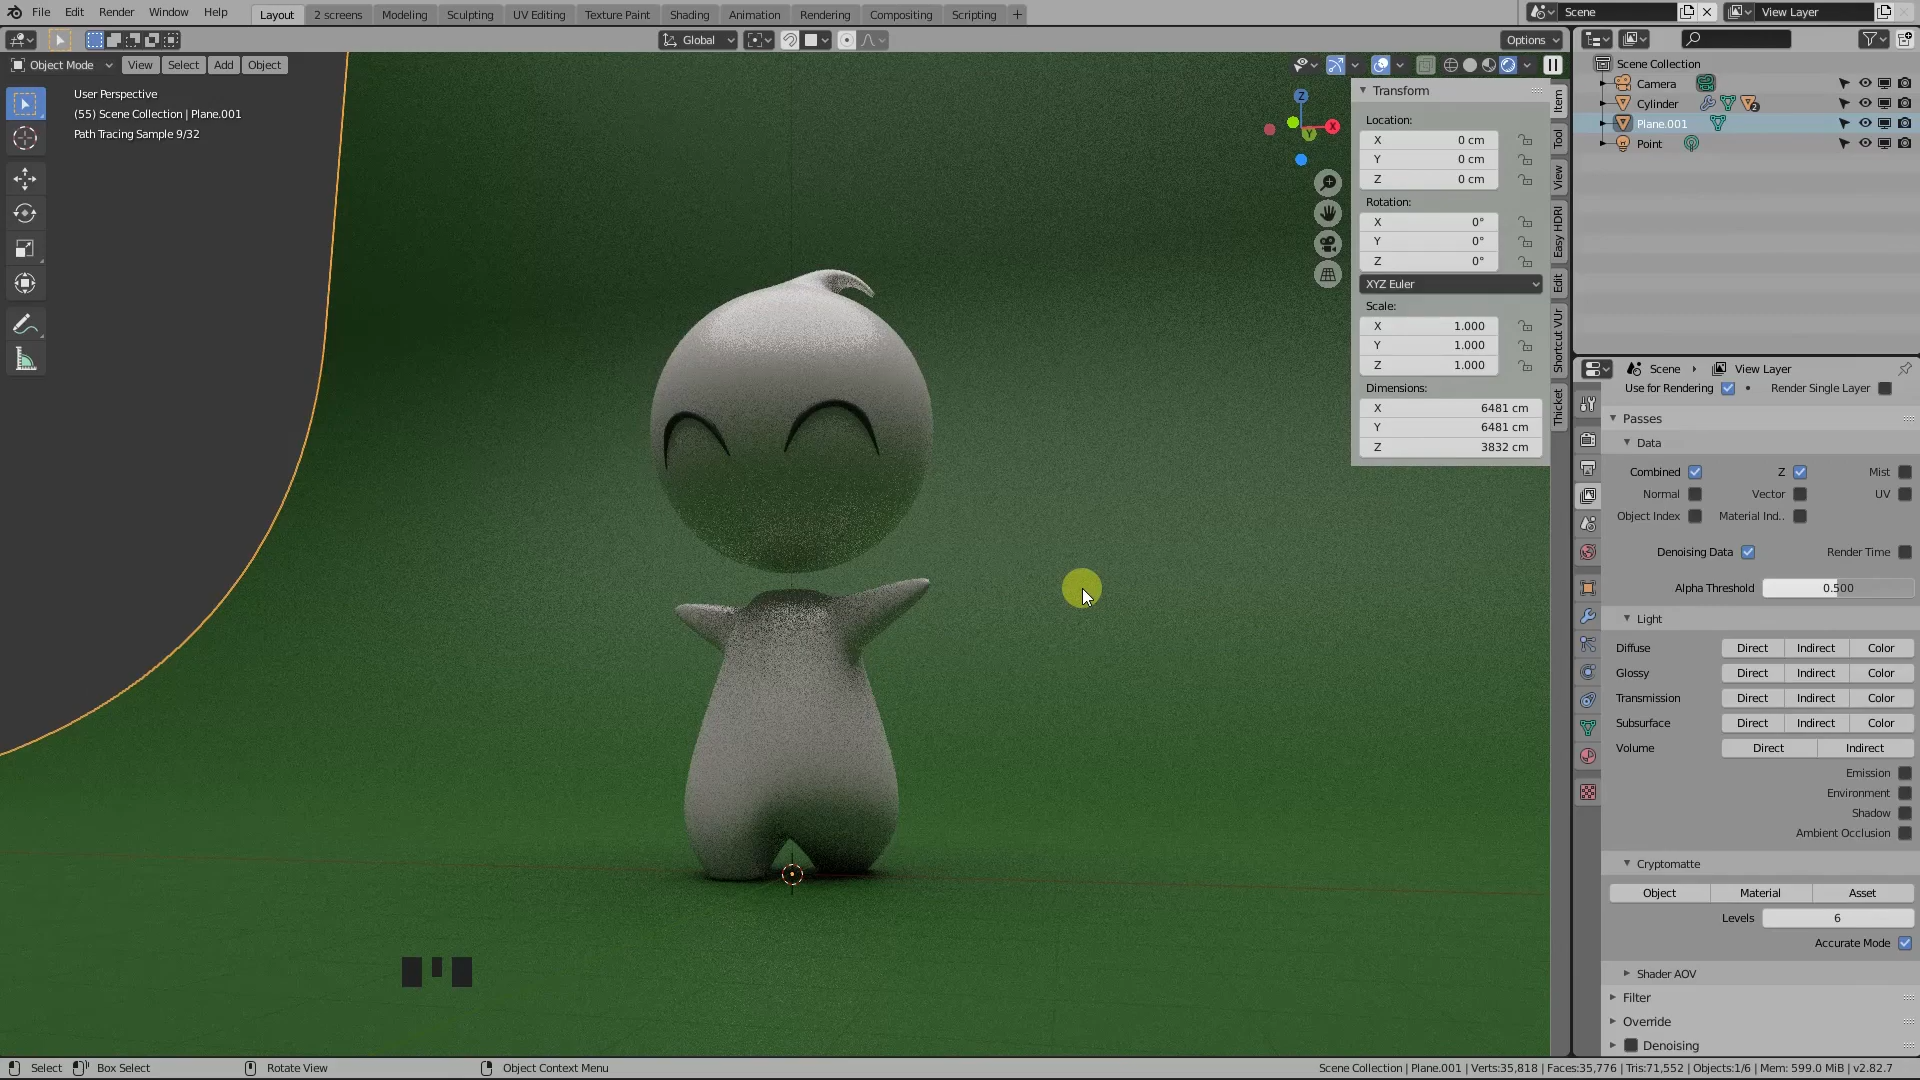 File Edit Render Window Help Layout 2 screens Modeling Sculpting UV Editing Texture Paint Shading Animation Rendering Compositing Scripting + Scene View Layer
Global Options
Object Mode View Select Add Object
User Perspective
(55) Scene Collection | Plane.001
Path Tracing Sample 9/32
Z
X
Y
Transform
Location:
X 0 cm
Y 0 cm
Z 0 cm
Rotation:
X 0°
Y 0°
Z 0°
XYZ Euler
Scale:
X 1.000
Y 1.000
Z 1.000
Dimensions:
X 6481 cm
Y 6481 cm
Z 3832 cm
Item
Tool
View
Easy HDRI
Edit
Shortcut VUr
Thicket
Scene Collection
Camera
Cylinder 2
Plane.001
Point
Scene View Layer
Use for Rendering Render Single Layer
Passes
Data
Combined Z Mist
Normal Vector UV
Object Index Material Ind..
Denoising Data Render Time
Alpha Threshold 0.500
Light
Diffuse Direct Indirect Color
Glossy Direct Indirect Color
Transmission Direct Indirect Color
Subsurface Direct Indirect Color
Volume Direct Indirect
Emission
Environment
Shadow
Ambient Occlusion
Cryptomatte
Object Material Asset
Levels 6
Accurate Mode
Shader AOV
Filter
Override
Denoising
Select Box Select Rotate View Object Context Menu Scene Collection | Plane.001 | Verts:35,818 | Faces:35,776 | Tris:71,552 | Objects:1/6 | Mem: 599.0 MiB | v2.82.7